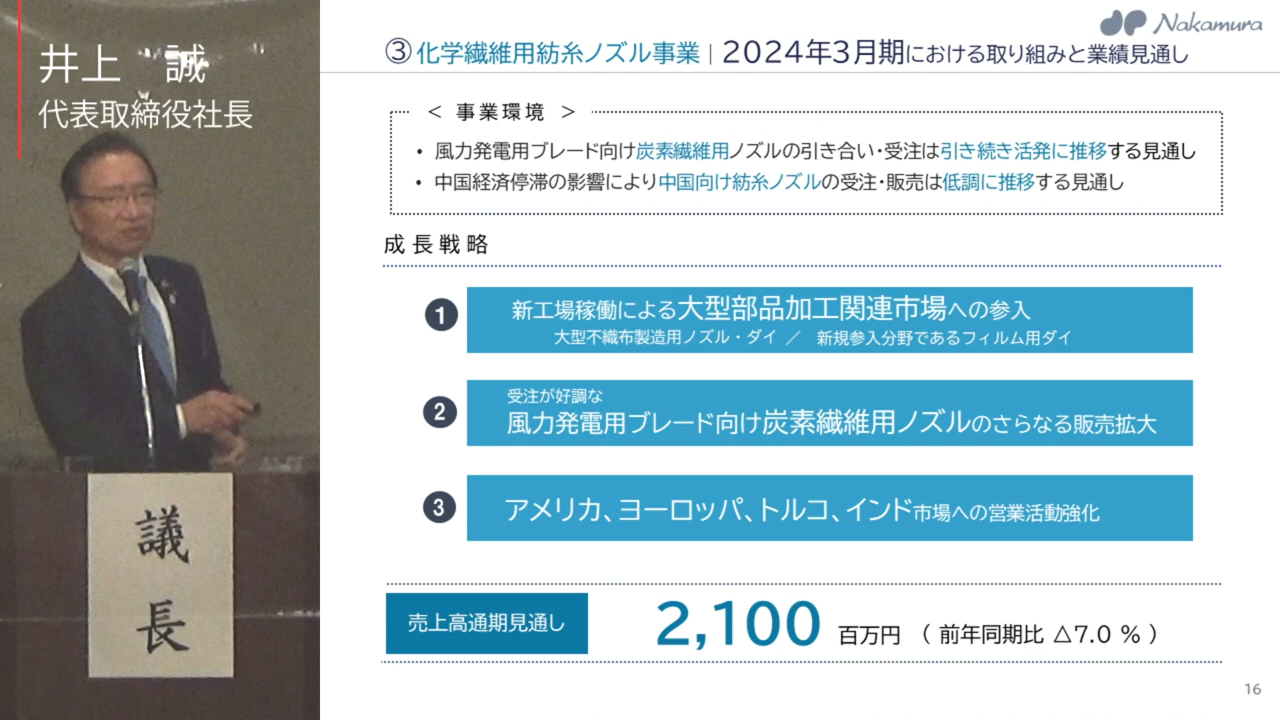 井上 誠
代表取締役社長
議
長
Nakamura
③ 化学繊維用紡糸ノズル事業 | 2024年3月期における取り組みと業績見通し
< 事業環境 >
・ 風力発電用ブレード向け炭素繊維用ノズルの引き合い・受注は引き続き活発に推移する見通し
・ 中国経済停滞の影響により中国向け紡糸ノズルの受注・販売は低調に推移する見通し
成長戦略
1 新工場稼働による大型部品加工関連市場への参入
大型不織布製造用ノズル・ダイ / 新規参入分野であるフィルム用ダイ
受注が好調な
2 風力発電用ブレード向け炭素繊維用ノズルのさらなる販売拡大
3 アメリカ、ヨーロッパ、トルコ、インド市場への営業活動強化
売上高通期見通し 2,100 百万円 ( 前年同期比 △7.0 % )
16